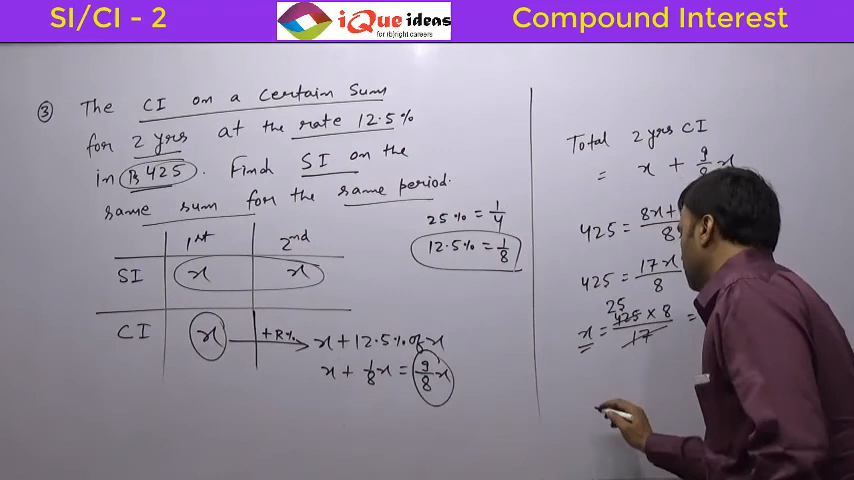 SI/CI - 2
iQue ideas
for (b)right careers
Compound Interest
③ The CI on a certain Sum
for 2 yrs at the rate 12.5%
in ₨ 425. Find SI on the
same sum for the same period.
25% = 1/4
12.5% = 1/8
1st 2nd
SI x x
CI x +R% x + 12.5% of x
x + 1/8 x = 9/8 x
Total 2 yrs CI
= x + 9/8 x
425 = 8x+
425 = 17x/8
25
x = 425 × 8 / 17 =